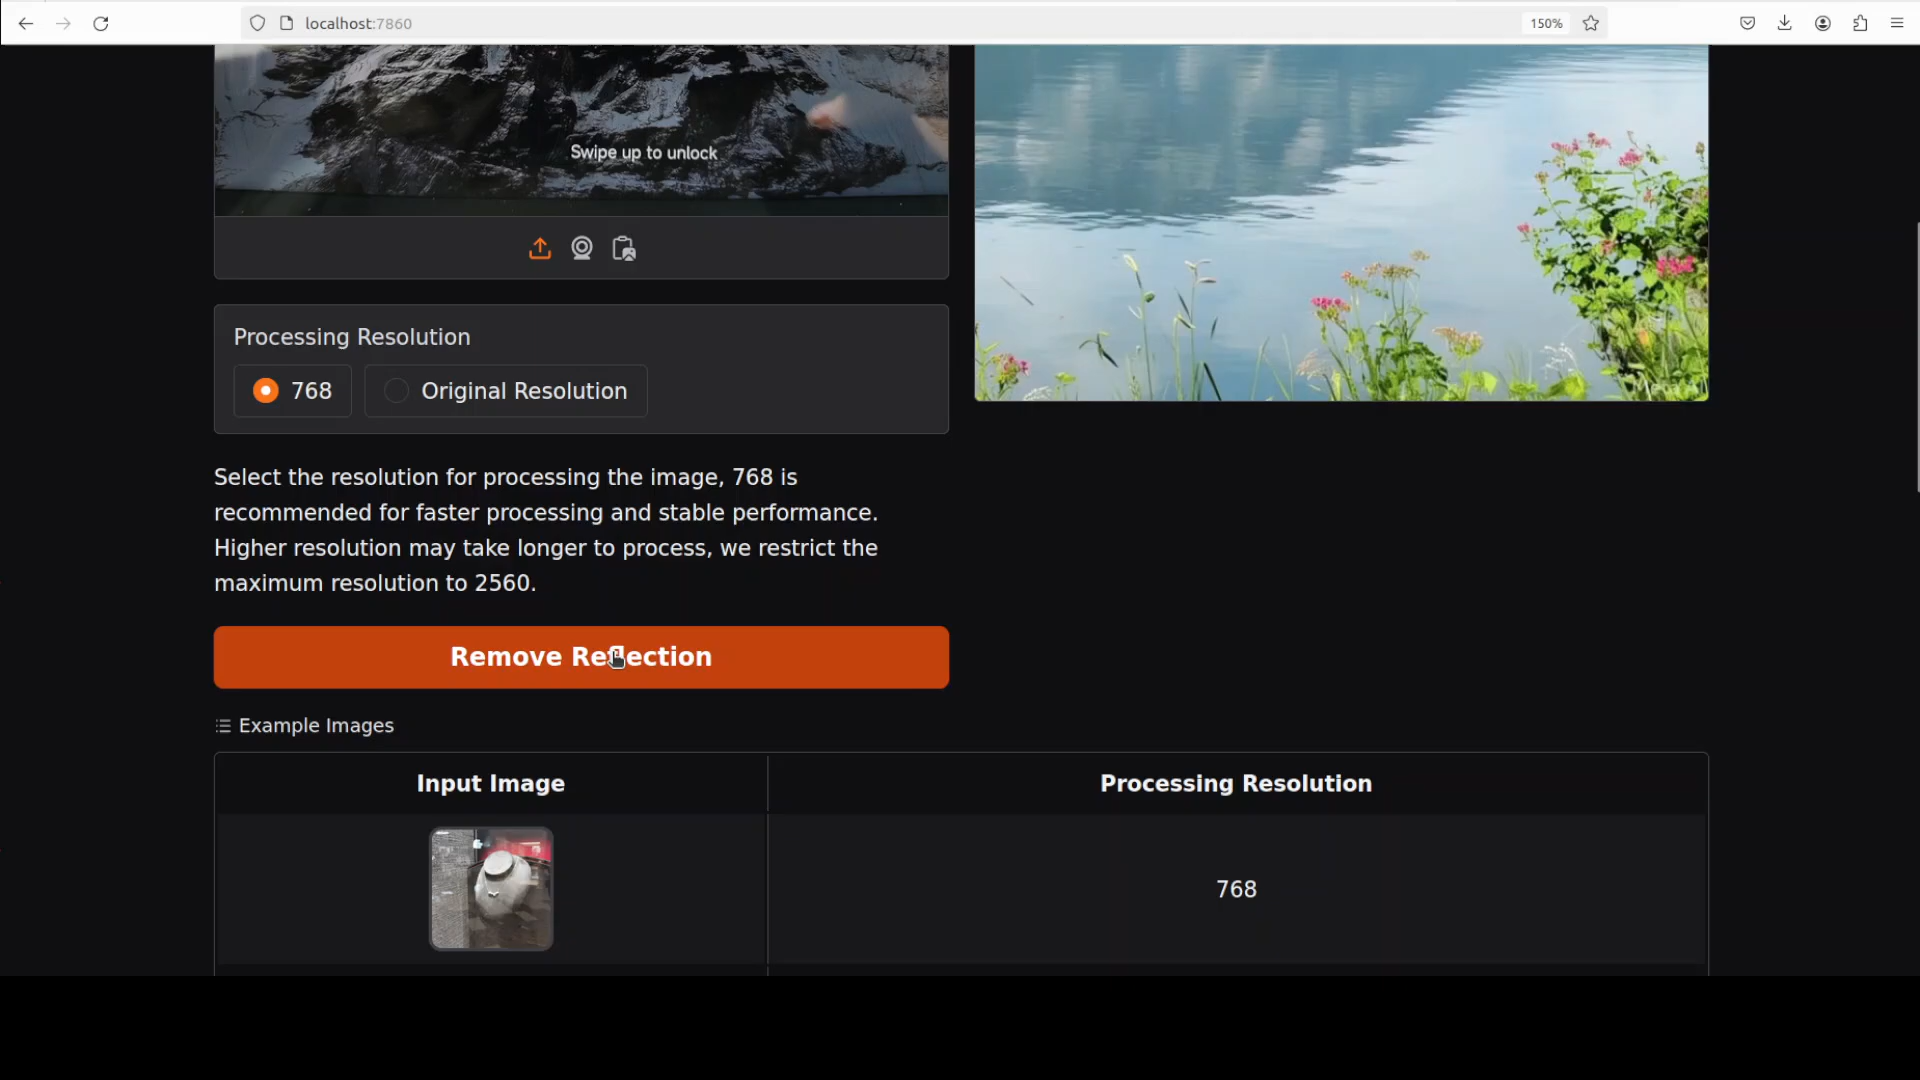 localhost:7860
150%
Swipe up to unlock
Processing Resolution
768
Original Resolution
Select the resolution for processing the image, 768 is
recommended for faster processing and stable performance.
Higher resolution may take longer to process, we restrict the
maximum resolution to 2560.
Remove Reflection
Example Images
Input Image
Processing Resolution
768